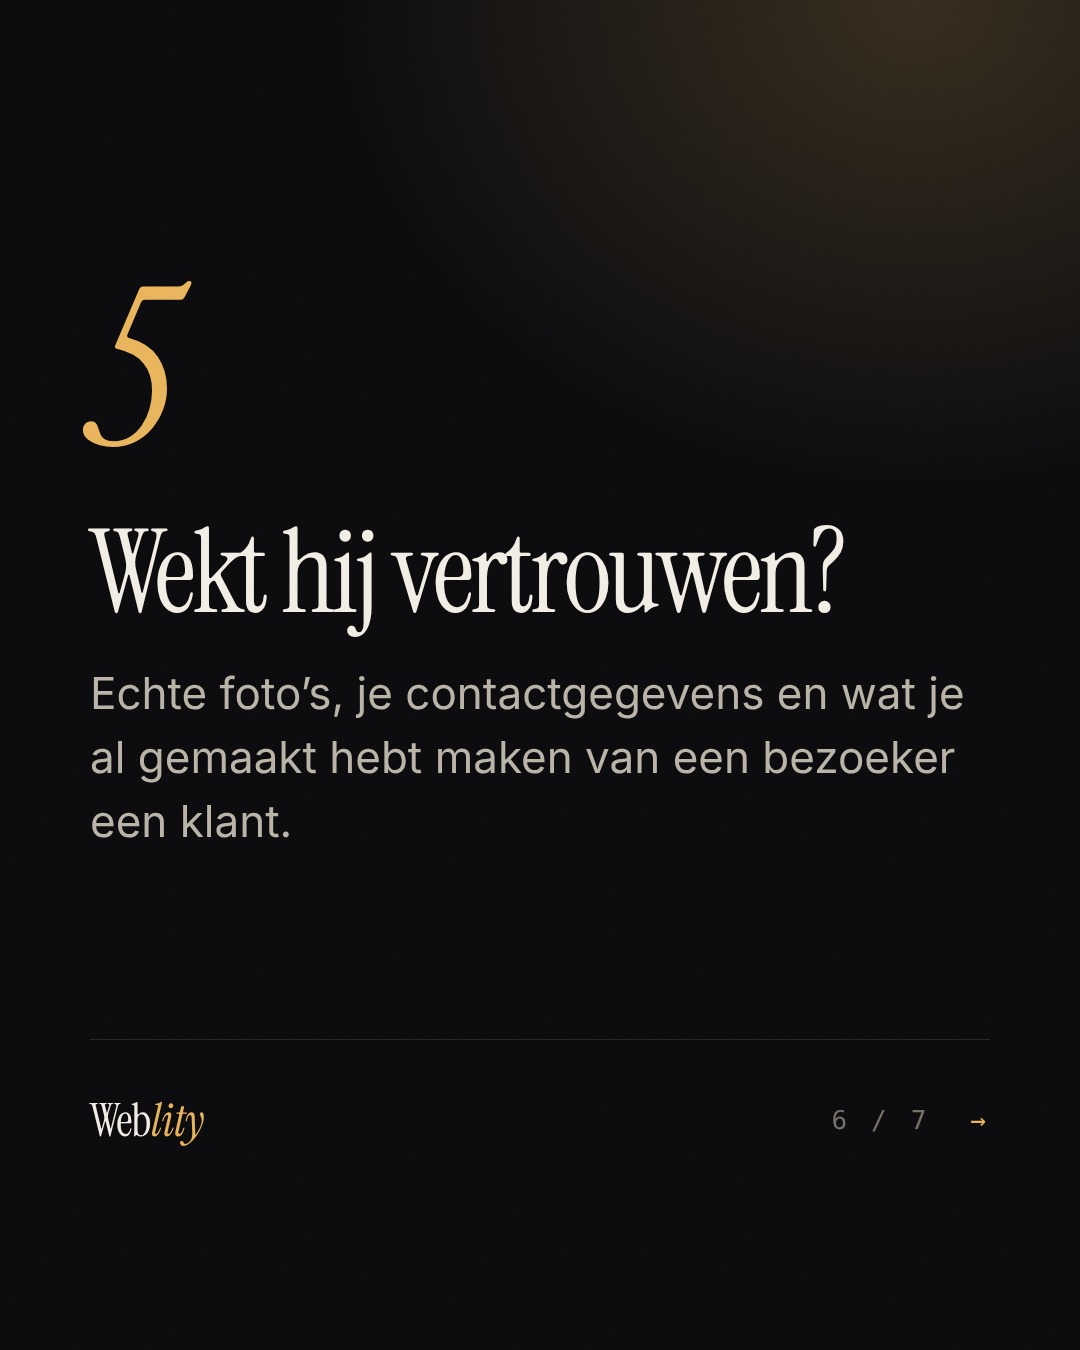 5
Wekt hij vertrouwen?
Echte foto’s, je contactgegevens en wat je
al gemaakt hebt maken van een bezoeker
een klant.
Weblity
6 / 7 →